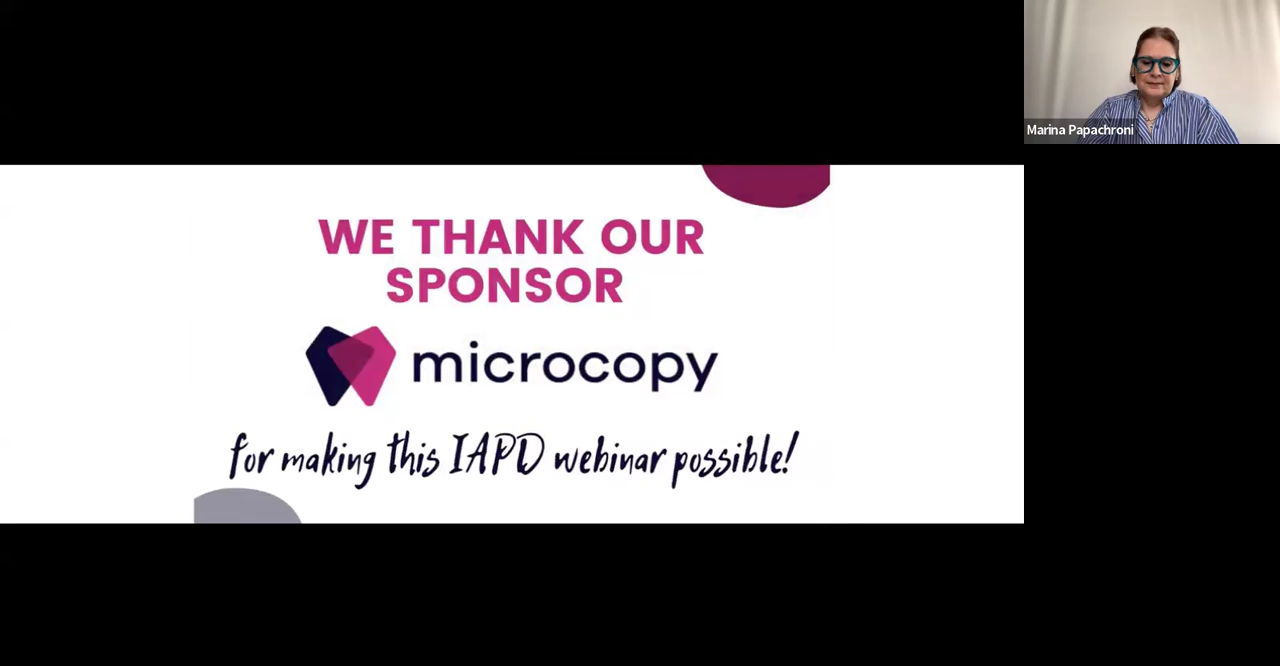 Marina Papachroni
WE THANK OUR
SPONSOR
microcopy
for making this IAPD webinar possible!